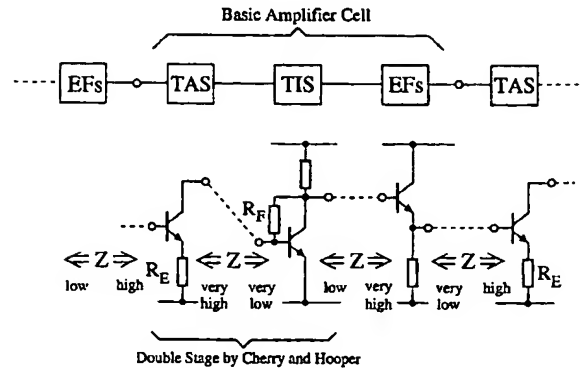 Basic Amplifier Cell
EFs TAS TIS EFs TAS
R_F
Z Z Z Z
R_E R_E
low high very high very low low very high very low high
Double Stage by Cherry and Hooper